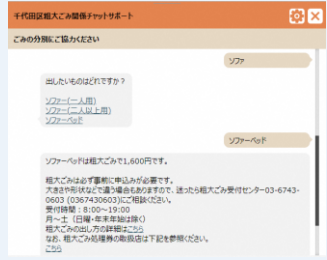 千代田区粗大ごみ関係チャットサポート
ごみの分別にご協力ください
ソファ
出したいものはどれですか？
ソファー(一人用)
ソファー(二人以上用)
ソファーベッド
ソファーベッド
ソファーベッドは粗大ごみで1,600円です。
粗大ごみは必ず事前に申込みが必要です。
大きさや形状などで違う場合もありますので、迷ったら粗大ごみ受付センター03-6743-
0603 (0367430603)にご相談ください。
受付時間：8:00～19:00
月～土（日曜・年末年始は除く）
粗大ごみの出し方の詳細はこちら
なお、粗大ごみ処理券の取扱店は下記を参照ください。
こちら